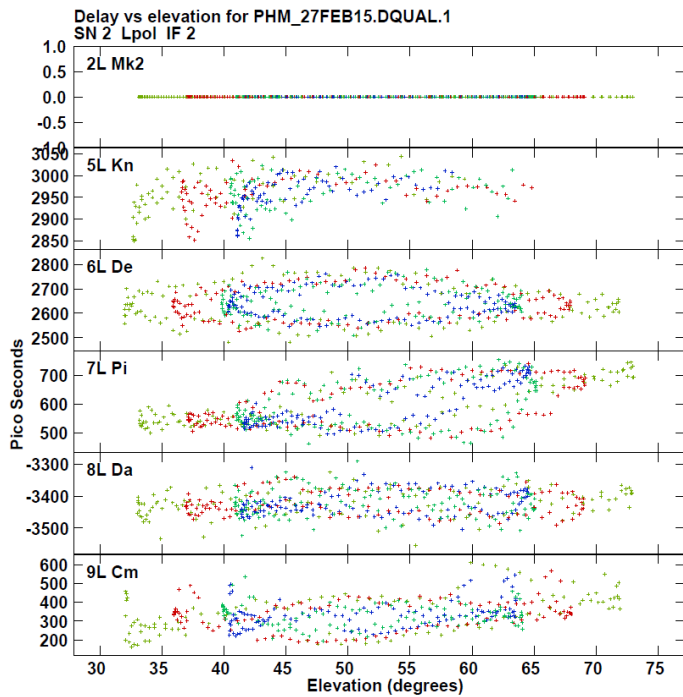 Delay vs elevation for PHM_27FEB15.DQUAL.1
SN 2 Lpol IF 2
1.0
2L Mk2
0.5
0.0
-0.5
-1.0
3050
5L Kn
3000
2950
2900
2850
2800
6L De
2700
2600
2500
7L Pi
700
600
500
Pico Seconds
-3300
8L Da
-3400
-3500
600
9L Cm
500
400
300
200
30 35 40 45 50 55 60 65 70 75
Elevation (degrees)